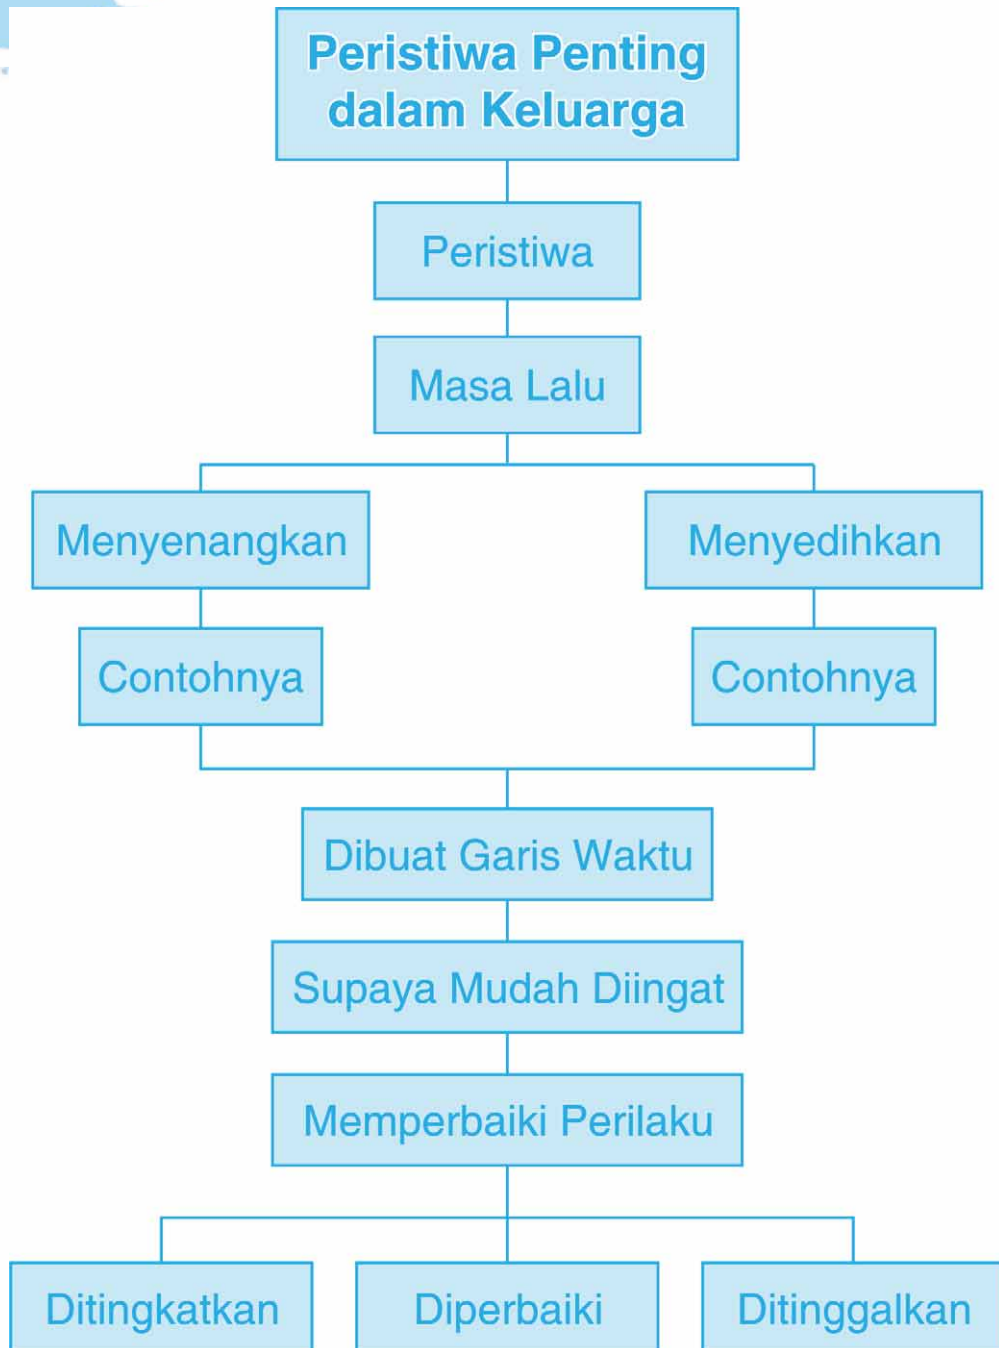 Peristiwa Penting
dalam Keluarga
Peristiwa
Masa Lalu
Menyenangkan
Menyedihkan
Contohnya
Contohnya
Dibuat Garis Waktu
Supaya Mudah Diingat
Memperbaiki Perilaku
Ditingkatkan
Diperbaiki
Ditinggalkan